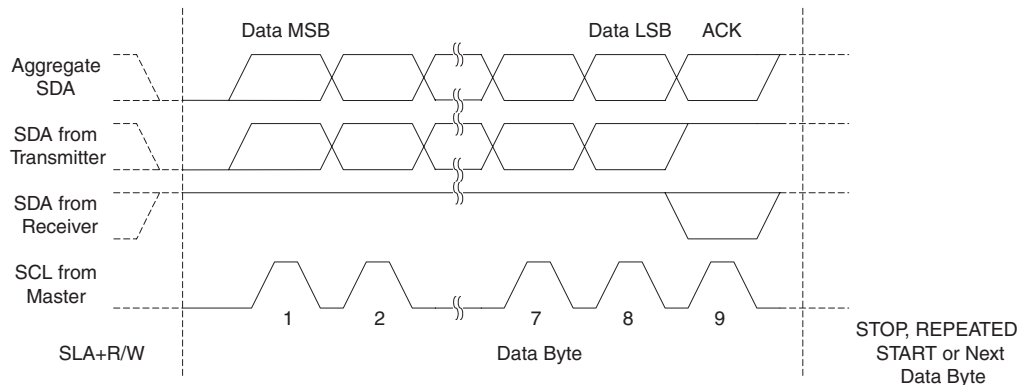 Data MSB
Data LSB
ACK
Aggregate
SDA
SDA from
Transmitter
SDA from
Receiver
SCL from
Master
1
2
7
8
9
SLA+R/W
Data Byte
STOP, REPEATED
START or Next
Data Byte